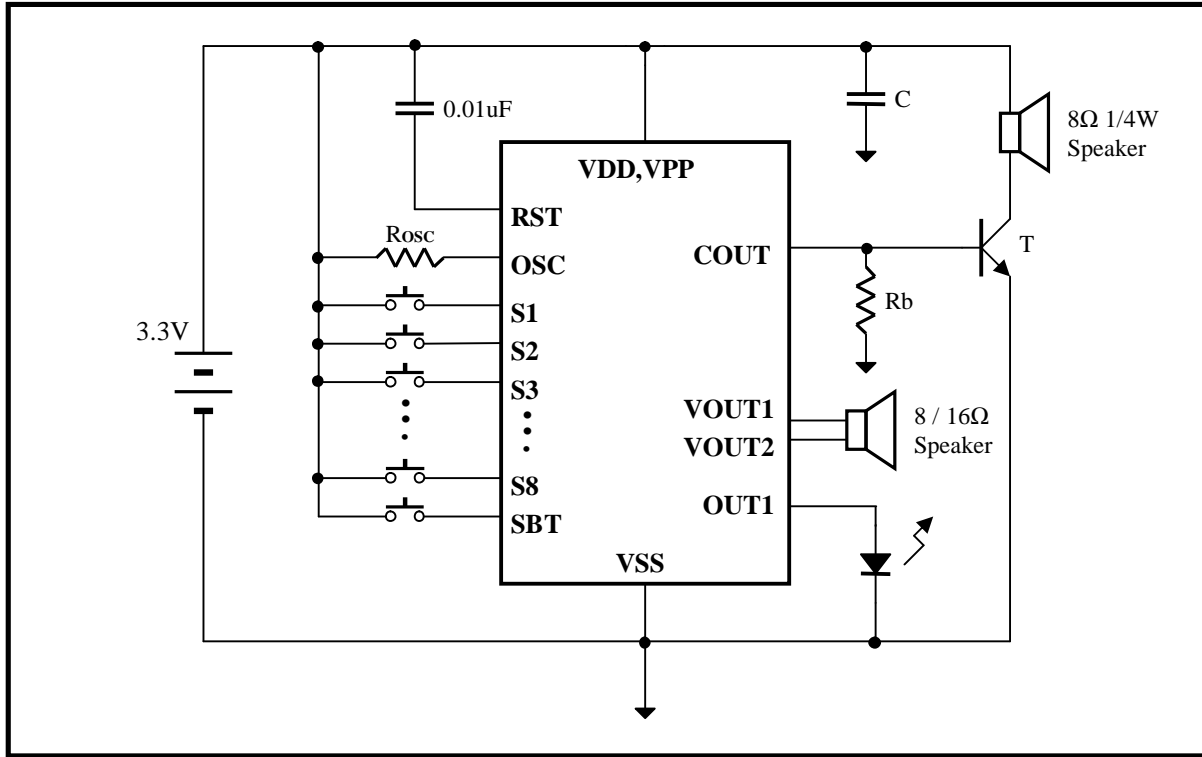 0.01uF
C
8Ω 1/4W
Speaker
VDD,VPP
RST
Rosc
OSC
COUT
T
S1
Rb
3.3V
S2
S3
VOUT1
8 / 16Ω
VOUT2
Speaker
S8
OUT1
SBT
VSS